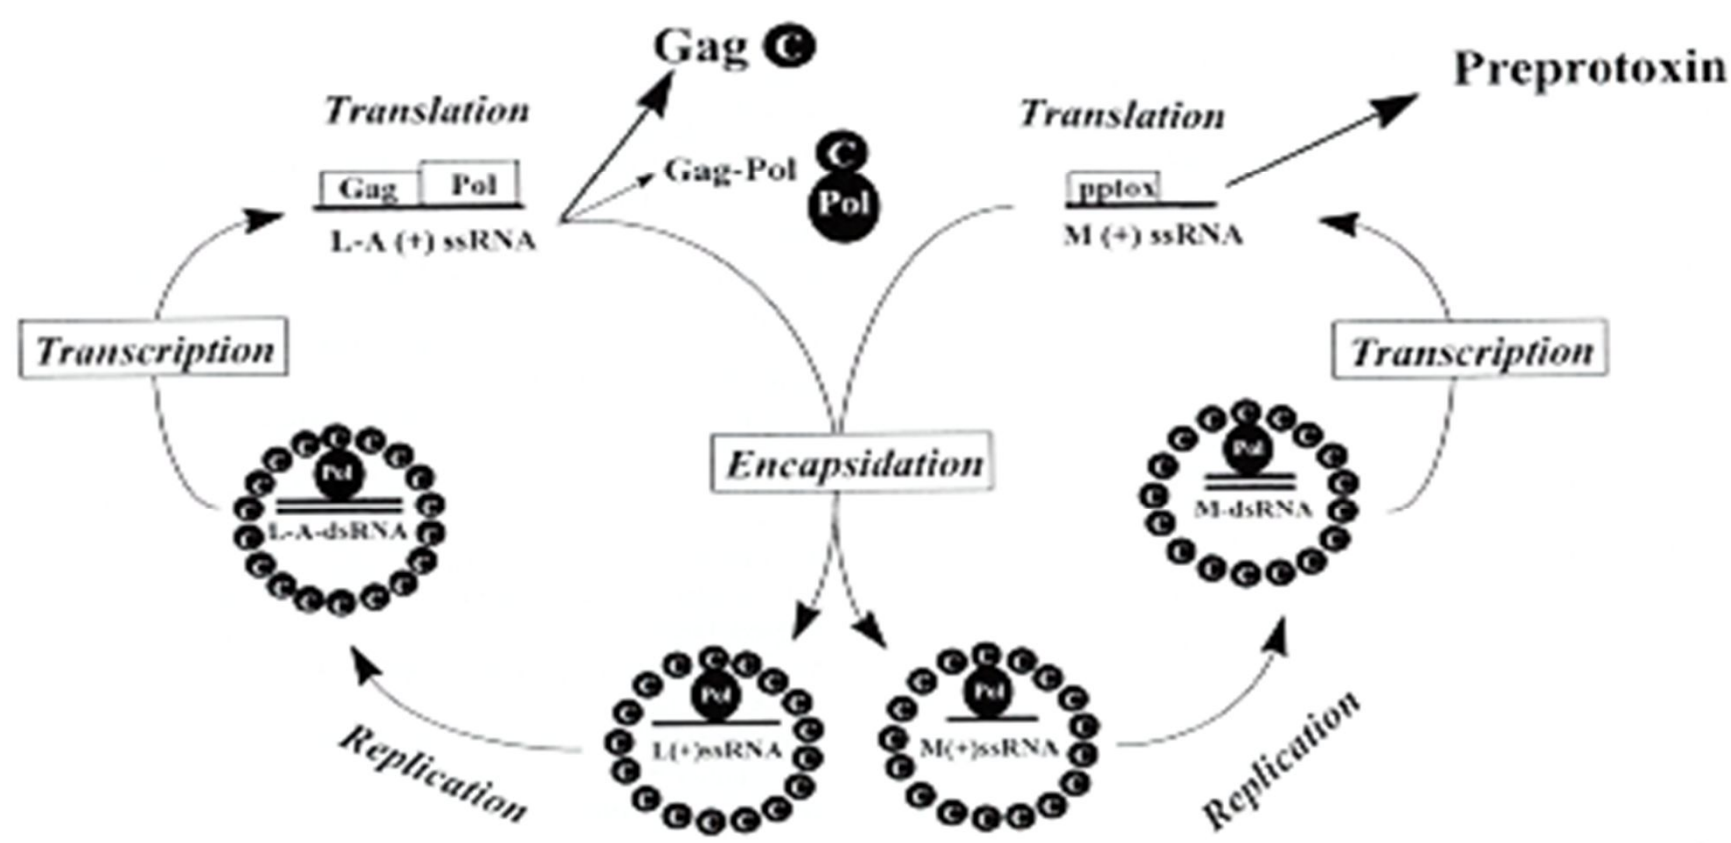 Gag C
Preprotoxin
Translation
Translation
Gag-Pol
C
Pol
Gag Pol
L-A (+) ssRNA
pptox
M (+) ssRNA
Transcription
Transcription
Encapsidation
Pol
L-A-dsRNA
Pol
M-dsRNA
Pol
L(+)ssRNA
Pol
M(+)ssRNA
Replication
Replication